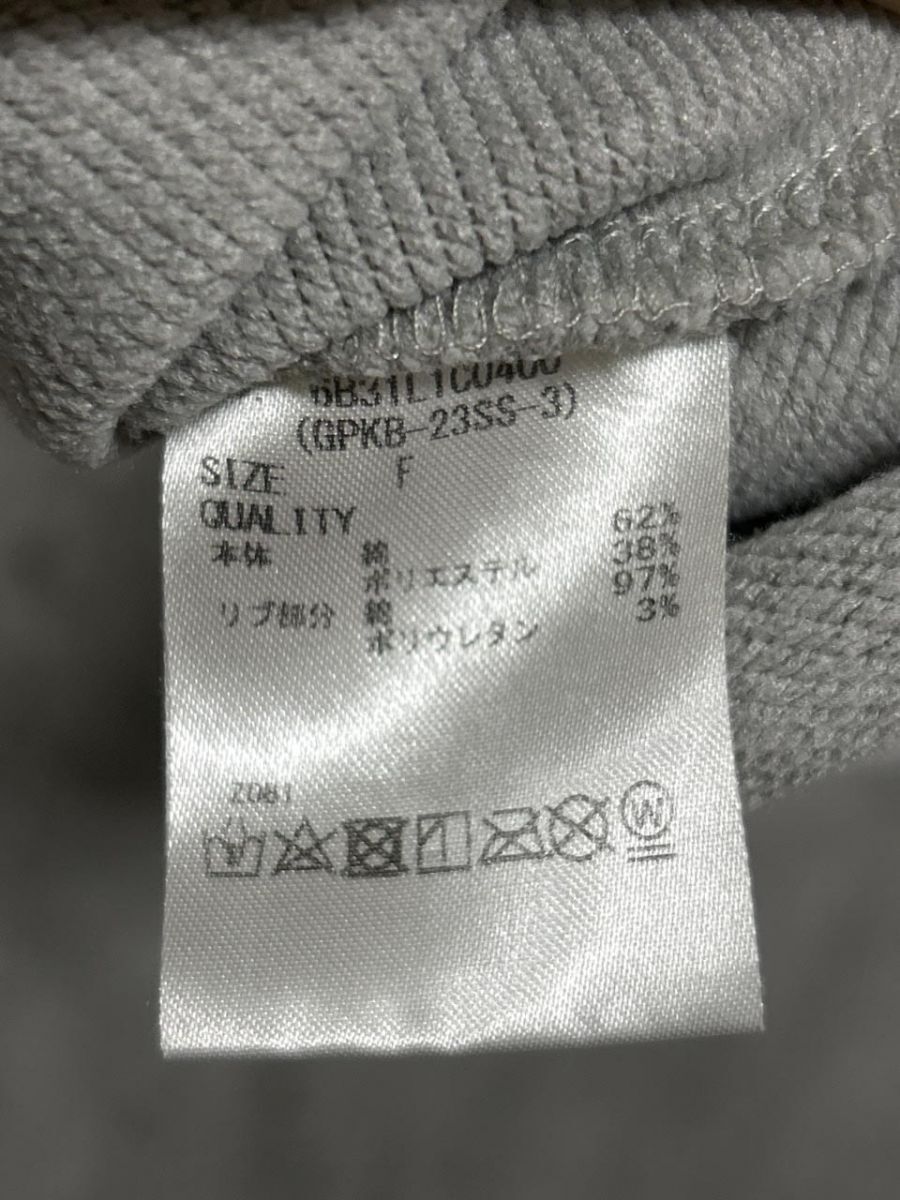 6B31L1C0400
(GPKB-23SS-3)
SIZE F
QUALITY
本体 綿 62%
ポリエステル 38%
リブ部分 綿 97%
ポリウレタン 3%
Z081
W